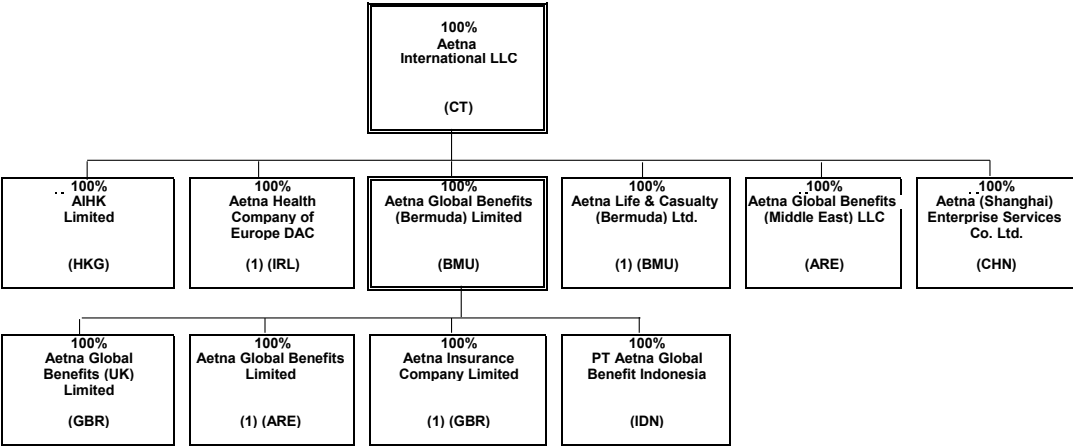 100%
Aetna
International LLC
(CT)
100%
AIHK
Limited
(HKG)
100%
Aetna Health
Company of
Europe DAC
(1) (IRL)
100%
Aetna Global Benefits
(Bermuda) Limited
(BMU)
100%
Aetna Life & Casualty
(Bermuda) Ltd.
(1) (BMU)
100%
Aetna Global Benefits
(Middle East) LLC
(ARE)
100%
Aetna (Shanghai)
Enterprise Services
Co. Ltd.
(CHN)
100%
Aetna Global
Benefits (UK)
Limited
(GBR)
100%
Aetna Global Benefits
Limited
(1) (ARE)
100%
Aetna Insurance
Company Limited
(1) (GBR)
100%
PT Aetna Global
Benefit Indonesia
(IDN)